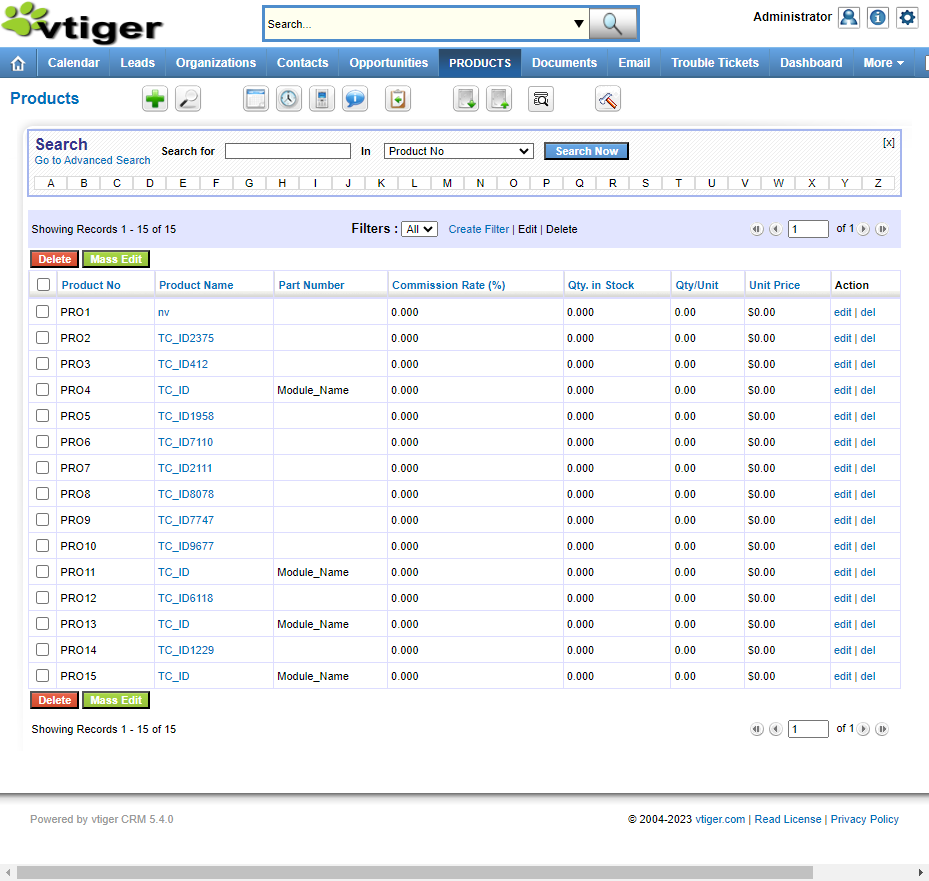 vtiger
Search...
Administrator
Calendar Leads Organizations Contacts Opportunities PRODUCTS Documents Email Trouble Tickets Dashboard More
Products
Search
Go to Advanced Search
Search for In Product No Search Now
[x]
A B C D E F G H I J K L M N O P Q R S T U V W X Y Z
Showing Records 1 - 15 of 15 Filters : All Create Filter | Edit | Delete 1 of 1
Delete Mass Edit
Product No Product Name Part Number Commission Rate (%) Qty. in Stock Qty/Unit Unit Price Action
PRO1 nv 0.000 0.000 0.00 $0.00 edit | del
PRO2 TC_ID2375 0.000 0.000 0.00 $0.00 edit | del
PRO3 TC_ID412 0.000 0.000 0.00 $0.00 edit | del
PRO4 TC_ID Module_Name 0.000 0.000 0.00 $0.00 edit | del
PRO5 TC_ID1958 0.000 0.000 0.00 $0.00 edit | del
PRO6 TC_ID7110 0.000 0.000 0.00 $0.00 edit | del
PRO7 TC_ID2111 0.000 0.000 0.00 $0.00 edit | del
PRO8 TC_ID8078 0.000 0.000 0.00 $0.00 edit | del
PRO9 TC_ID7747 0.000 0.000 0.00 $0.00 edit | del
PRO10 TC_ID9677 0.000 0.000 0.00 $0.00 edit | del
PRO11 TC_ID Module_Name 0.000 0.000 0.00 $0.00 edit | del
PRO12 TC_ID6118 0.000 0.000 0.00 $0.00 edit | del
PRO13 TC_ID Module_Name 0.000 0.000 0.00 $0.00 edit | del
PRO14 TC_ID1229 0.000 0.000 0.00 $0.00 edit | del
PRO15 TC_ID Module_Name 0.000 0.000 0.00 $0.00 edit | del
Delete Mass Edit
Showing Records 1 - 15 of 15 1 of 1
Powered by vtiger CRM 5.4.0 © 2004-2023 vtiger.com | Read License | Privacy Policy